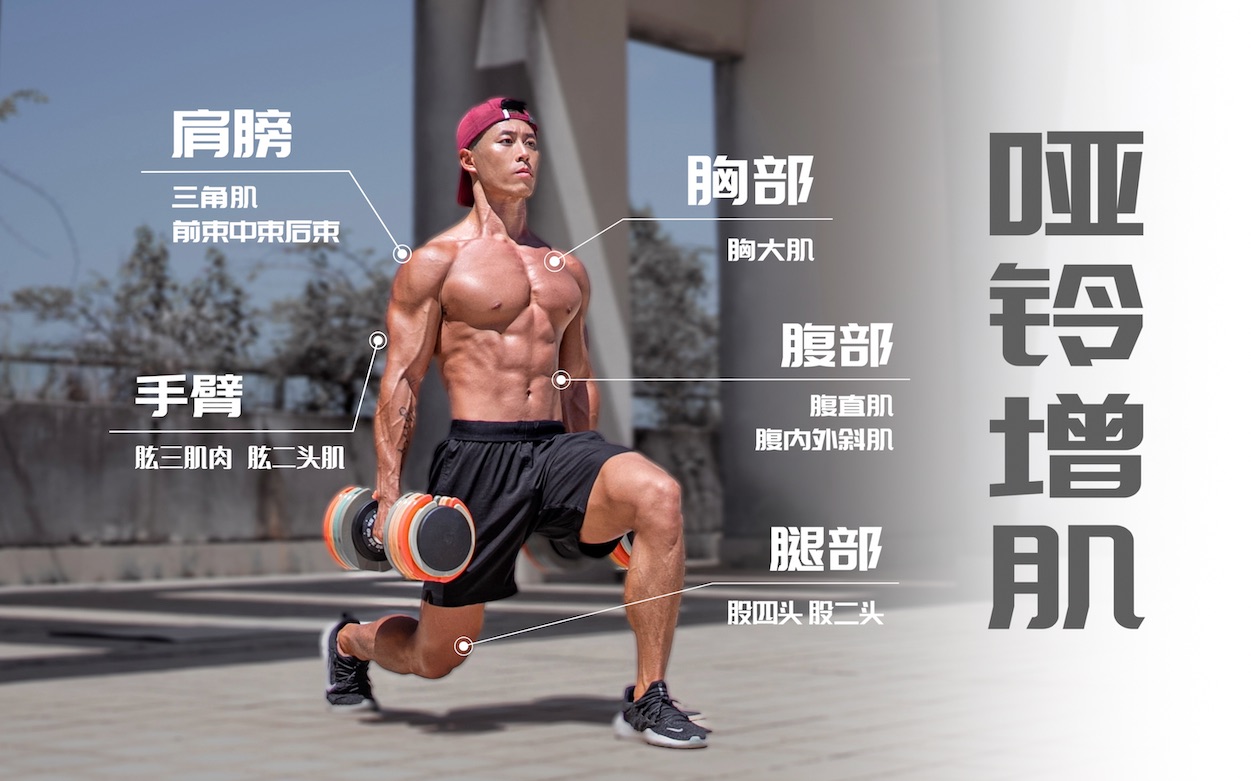 肩膀
三角肌
前束中束后束
胸部
胸大肌
手臂
肱三肌肉 肱二头肌
腹部
腹直肌
腹内外斜肌
腿部
股四头 股二头
哑铃增肌